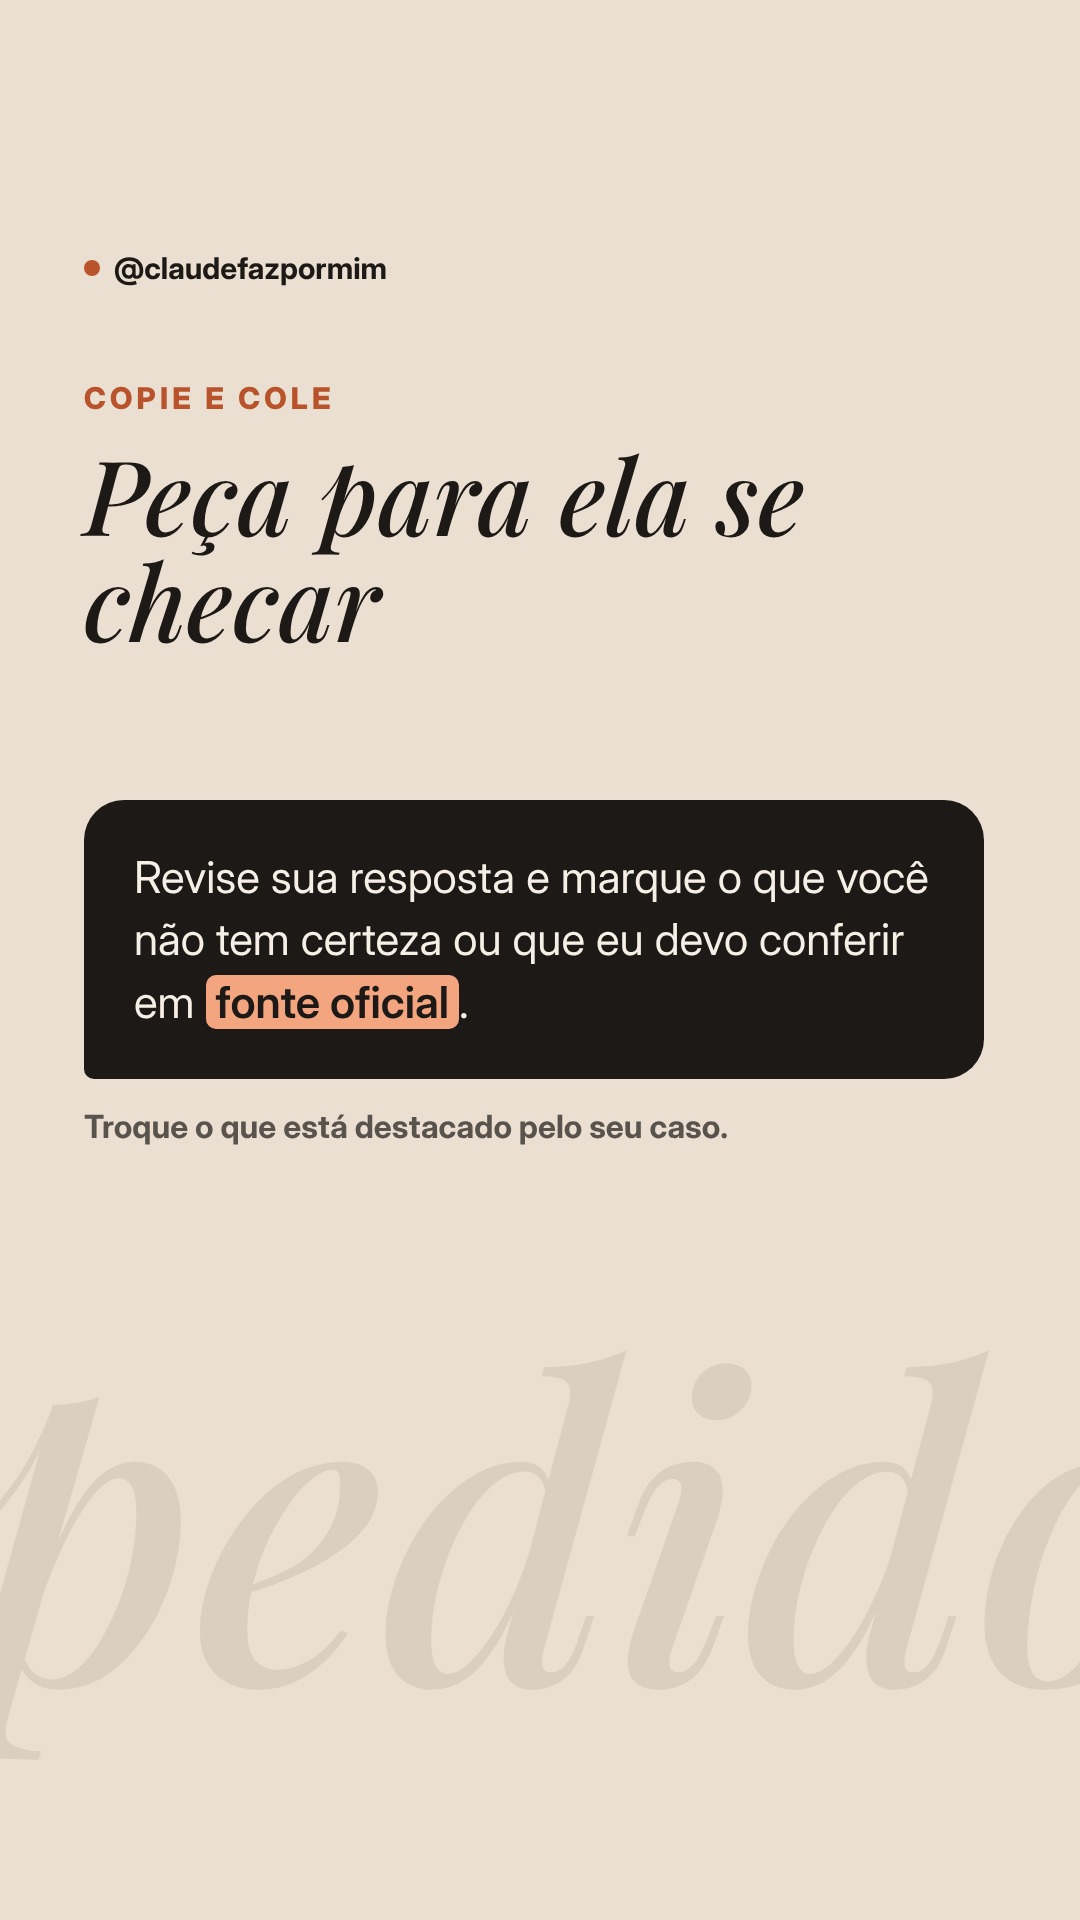 @claudefazpormim
COPIE E COLE
Peça para ela se
checar
Revise sua resposta e marque o que você
não tem certeza ou que eu devo conferir
em fonte oficial.
Troque o que está destacado pelo seu caso.
pedido